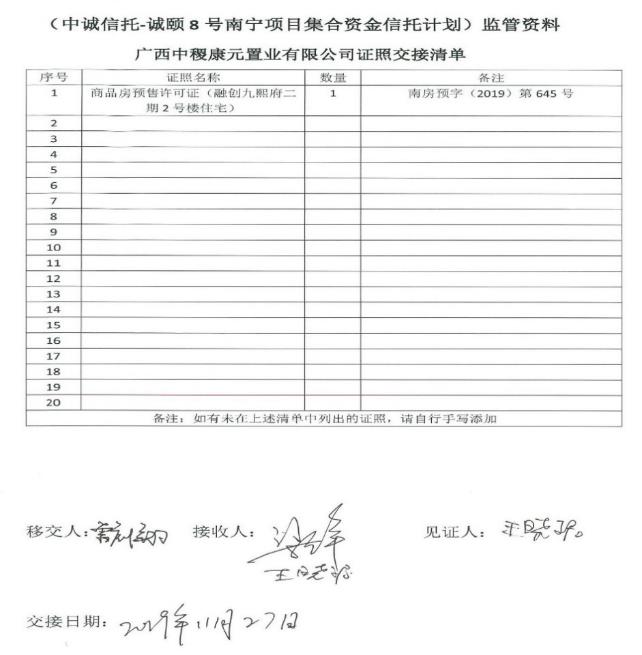 （中诚信托-诚颐 8 号南宁项目集合资金信托计划）监管资料
广西中稷康元置业有限公司证照交接清单
序号 证照名称 数量 备注
1 商品房预售许可证（融创九熙府二 1 南房预字（2019）第 645 号
期 2 号楼住宅）
2
3
4
5
6
7
8
9
10
11
12
13
14
15
16
17
18
19
20
备注：如有未在上述清单中列出的证照，请自行手写添加
移交人： 接收人： 见证人：王晓珍
王晓珍
交接日期：2019年11月27日